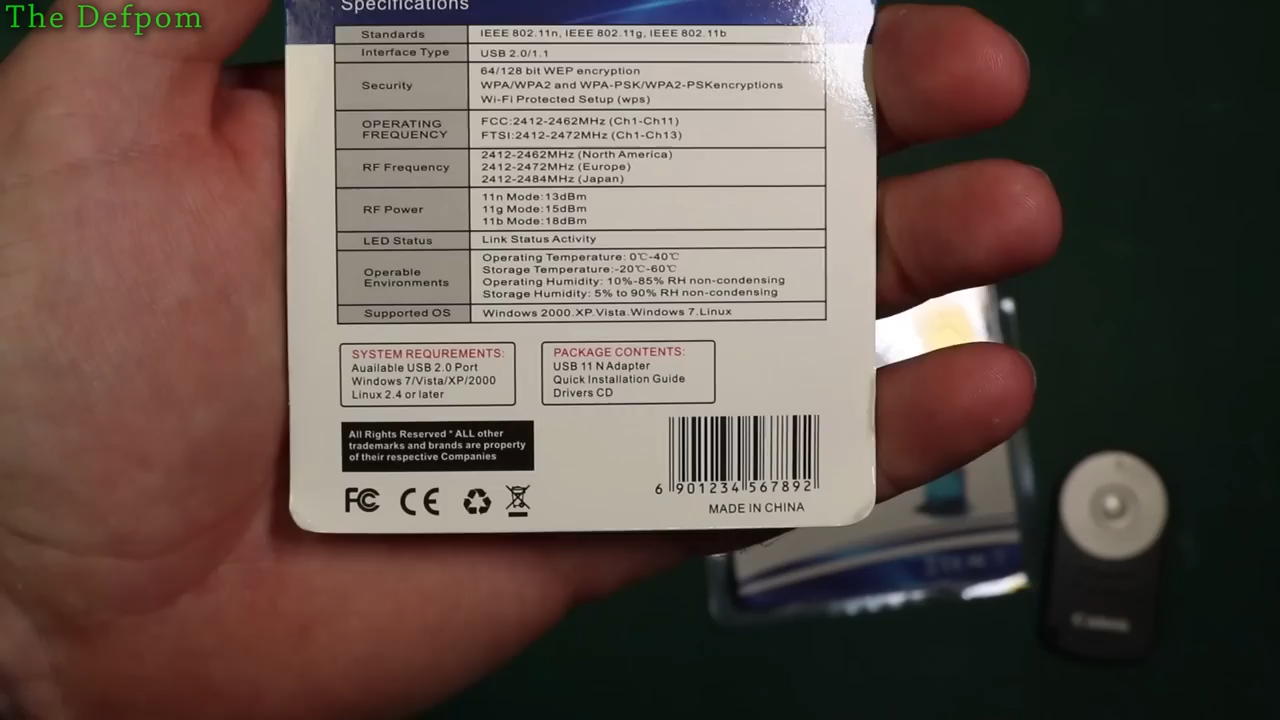 The Defpom
Specifications
Standards IEEE 802.11n, IEEE 802.11g, IEEE 802.11b
Interface Type USB 2.0/1.1
Security
64/128 bit WEP encryption
WPA/WPA2 and WPA-PSK/WPA2-PSKencryptions
Wi-Fi Protected Setup (wps)
OPERATING FREQUENCY
FCC:2412-2462MHz (Ch1-Ch11)
FTSI:2412-2472MHz (Ch1-Ch13)
RF Frequency
2412-2462MHz (North America)
2412-2472MHz (Europe)
2412-2484MHz (Japan)
RF Power
11n Mode:13dBm
11g Mode:15dBm
11b Mode:18dBm
LED Status Link Status Activity
Operable Environments
Operating Temperature: 0℃-40℃
Storage Temperature:-20℃-60℃
Operating Humidity: 10%-85% RH non-condensing
Storage Humidity: 5% to 90% RH non-condensing
Supported OS Windows 2000.XP.Vista.Windows 7.Linux
SYSTEM REQUREMENTS:
Auailable USB 2.0 Port
Windows 7/Vista/XP/2000
Linux 2.4 or later
PACKAGE CONTENTS:
USB 11 N Adapter
Quick Installation Guide
Drivers CD
All Rights Reserved * ALL other
trademarks and brands are property
of their respective Companies
FC CE
6 901234 567892
MADE IN CHINA
Canon